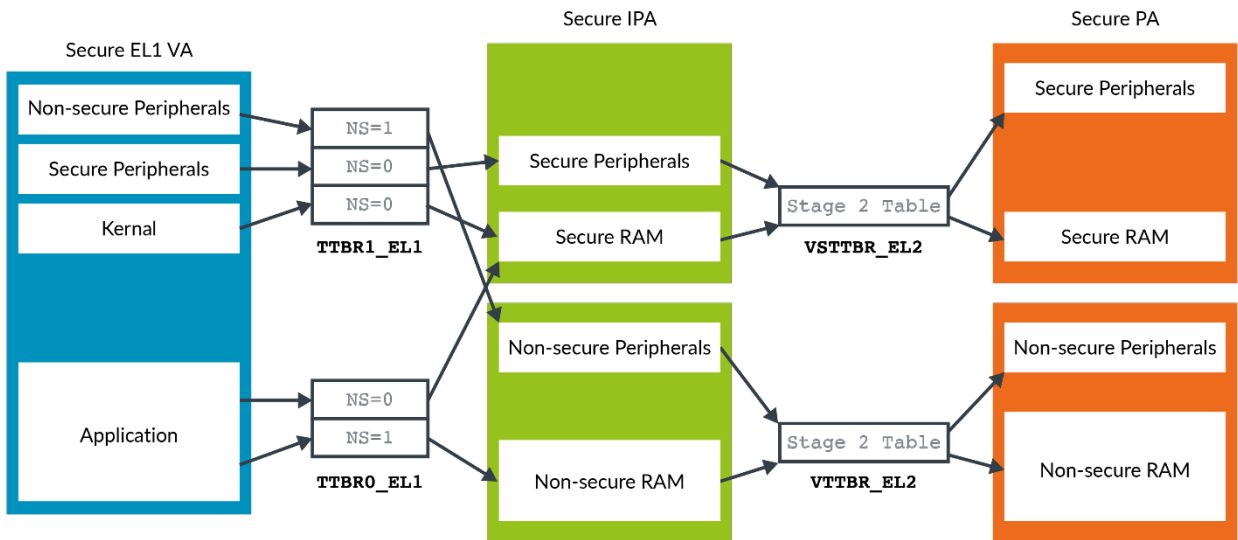 Secure EL1 VA
Non-secure Peripherals
Secure Peripherals
Kernal
Application
NS=1
NS=0
NS=0
TTBR1_EL1
NS=0
NS=1
TTBR0_EL1
Secure IPA
Secure Peripherals
Secure RAM
Non-secure Peripherals
Non-secure RAM
Stage 2 Table
VSTTBR_EL2
Stage 2 Table
VTTBR_EL2
Secure PA
Secure Peripherals
Secure RAM
Non-secure Peripherals
Non-secure RAM